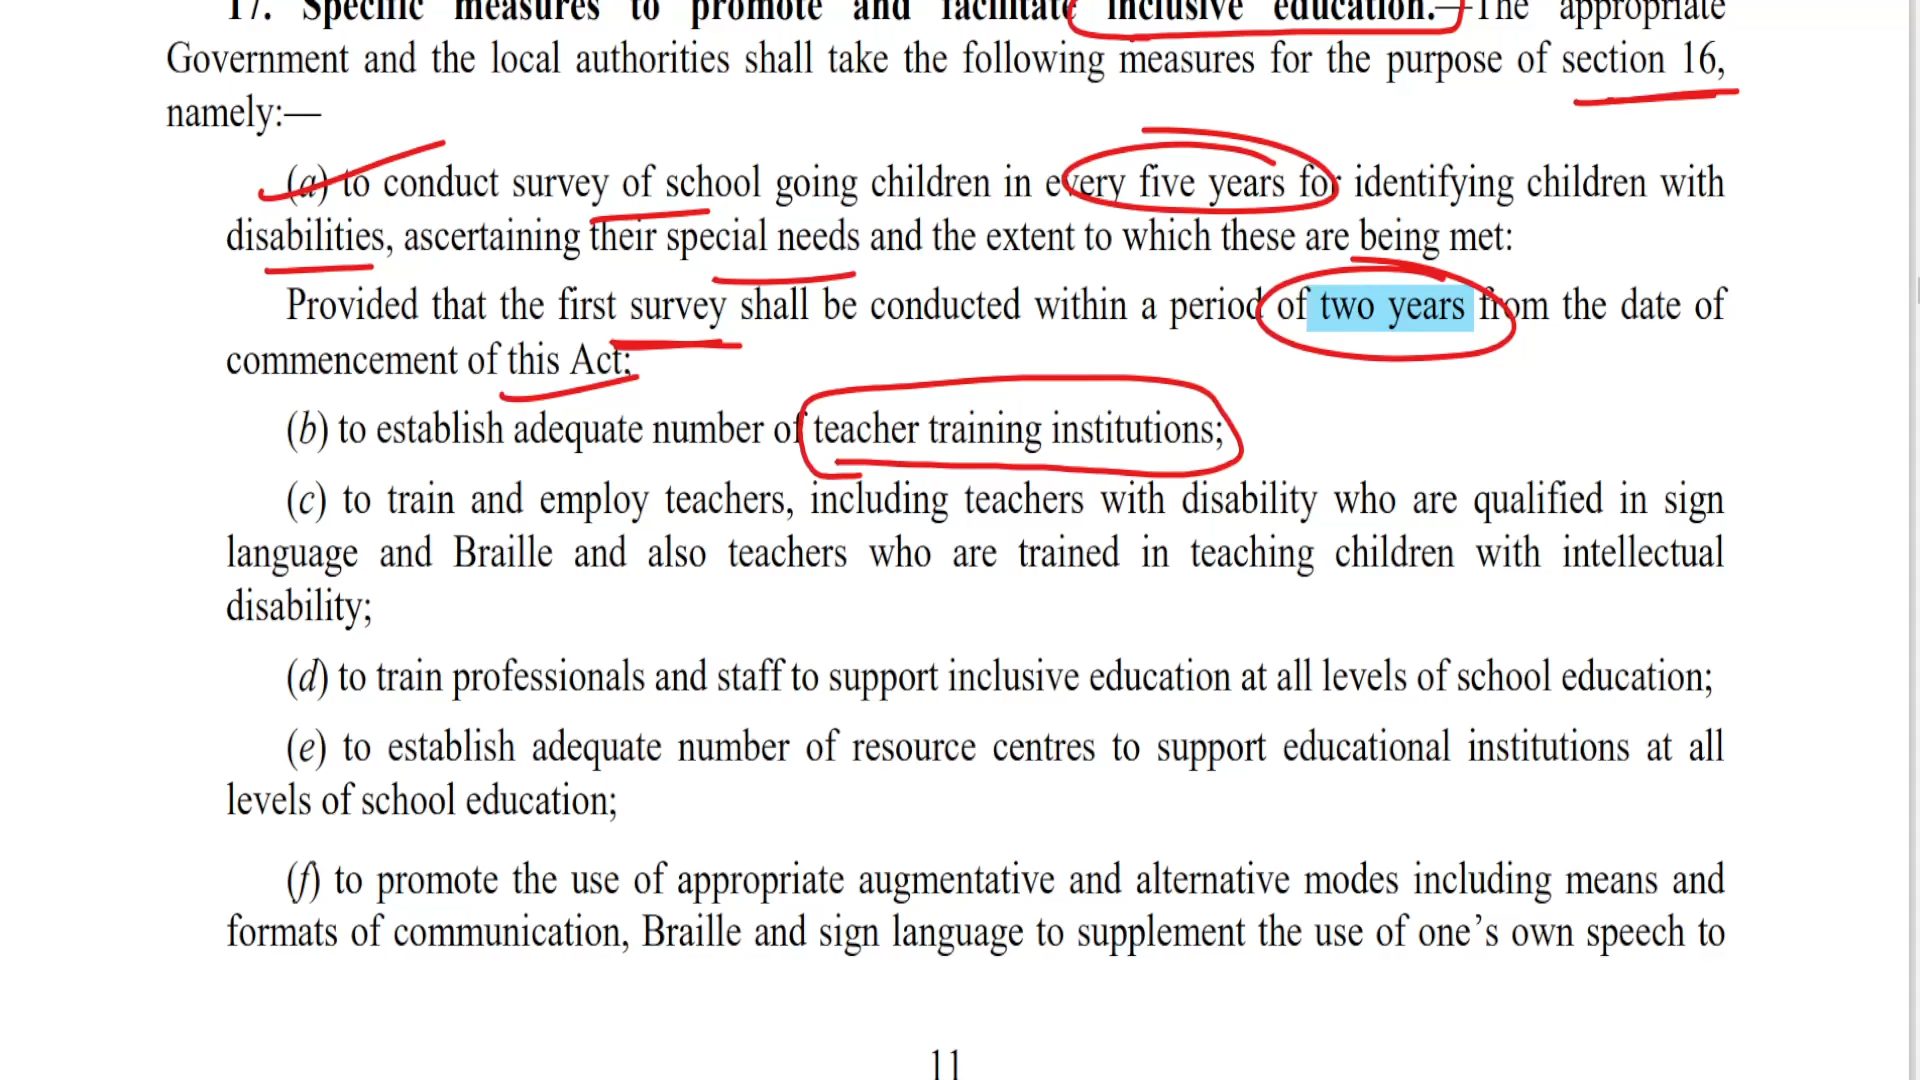 17. Specific measures to promote and facilitate inclusive education.—The appropriate
Government and the local authorities shall take the following measures for the purpose of section 16,
namely:—
(a) to conduct survey of school going children in every five years for identifying children with
disabilities, ascertaining their special needs and the extent to which these are being met:
Provided that the first survey shall be conducted within a period of two years from the date of
commencement of this Act;
(b) to establish adequate number of teacher training institutions;
(c) to train and employ teachers, including teachers with disability who are qualified in sign
language and Braille and also teachers who are trained in teaching children with intellectual
disability;
(d) to train professionals and staff to support inclusive education at all levels of school education;
(e) to establish adequate number of resource centres to support educational institutions at all
levels of school education;
(f) to promote the use of appropriate augmentative and alternative modes including means and
formats of communication, Braille and sign language to supplement the use of one’s own speech to
11